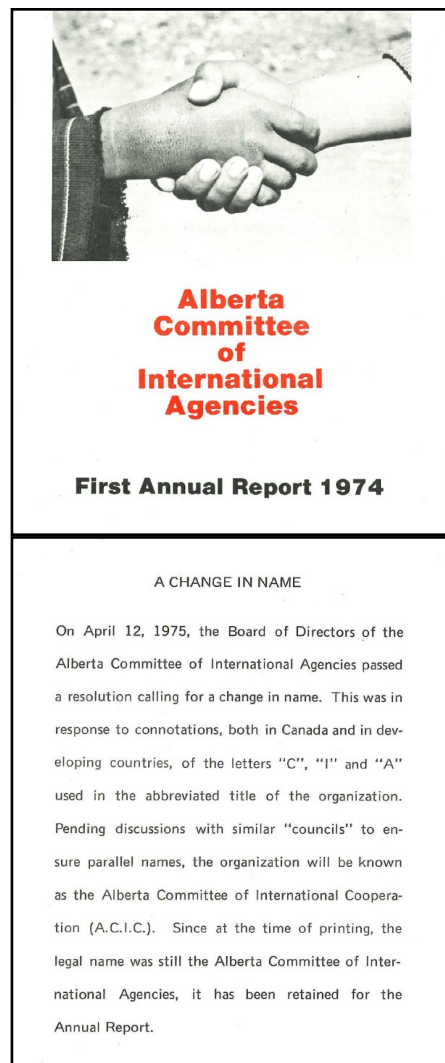 Alberta
Committee
of
International
Agencies
First Annual Report 1974
A CHANGE IN NAME
On April 12, 1975, the Board of Directors of the
Alberta Committee of International Agencies passed
a resolution calling for a change in name. This was in
response to connotations, both in Canada and in dev-
eloping countries, of the letters “C”, “I” and “A”
used in the abbreviated title of the organization.
Pending discussions with similar “councils” to en-
sure parallel names, the organization will be known
as the Alberta Committee of International Coopera-
tion (A.C.I.C.). Since at the time of printing, the
legal name was still the Alberta Committee of Inter-
national Agencies, it has been retained for the
Annual Report.